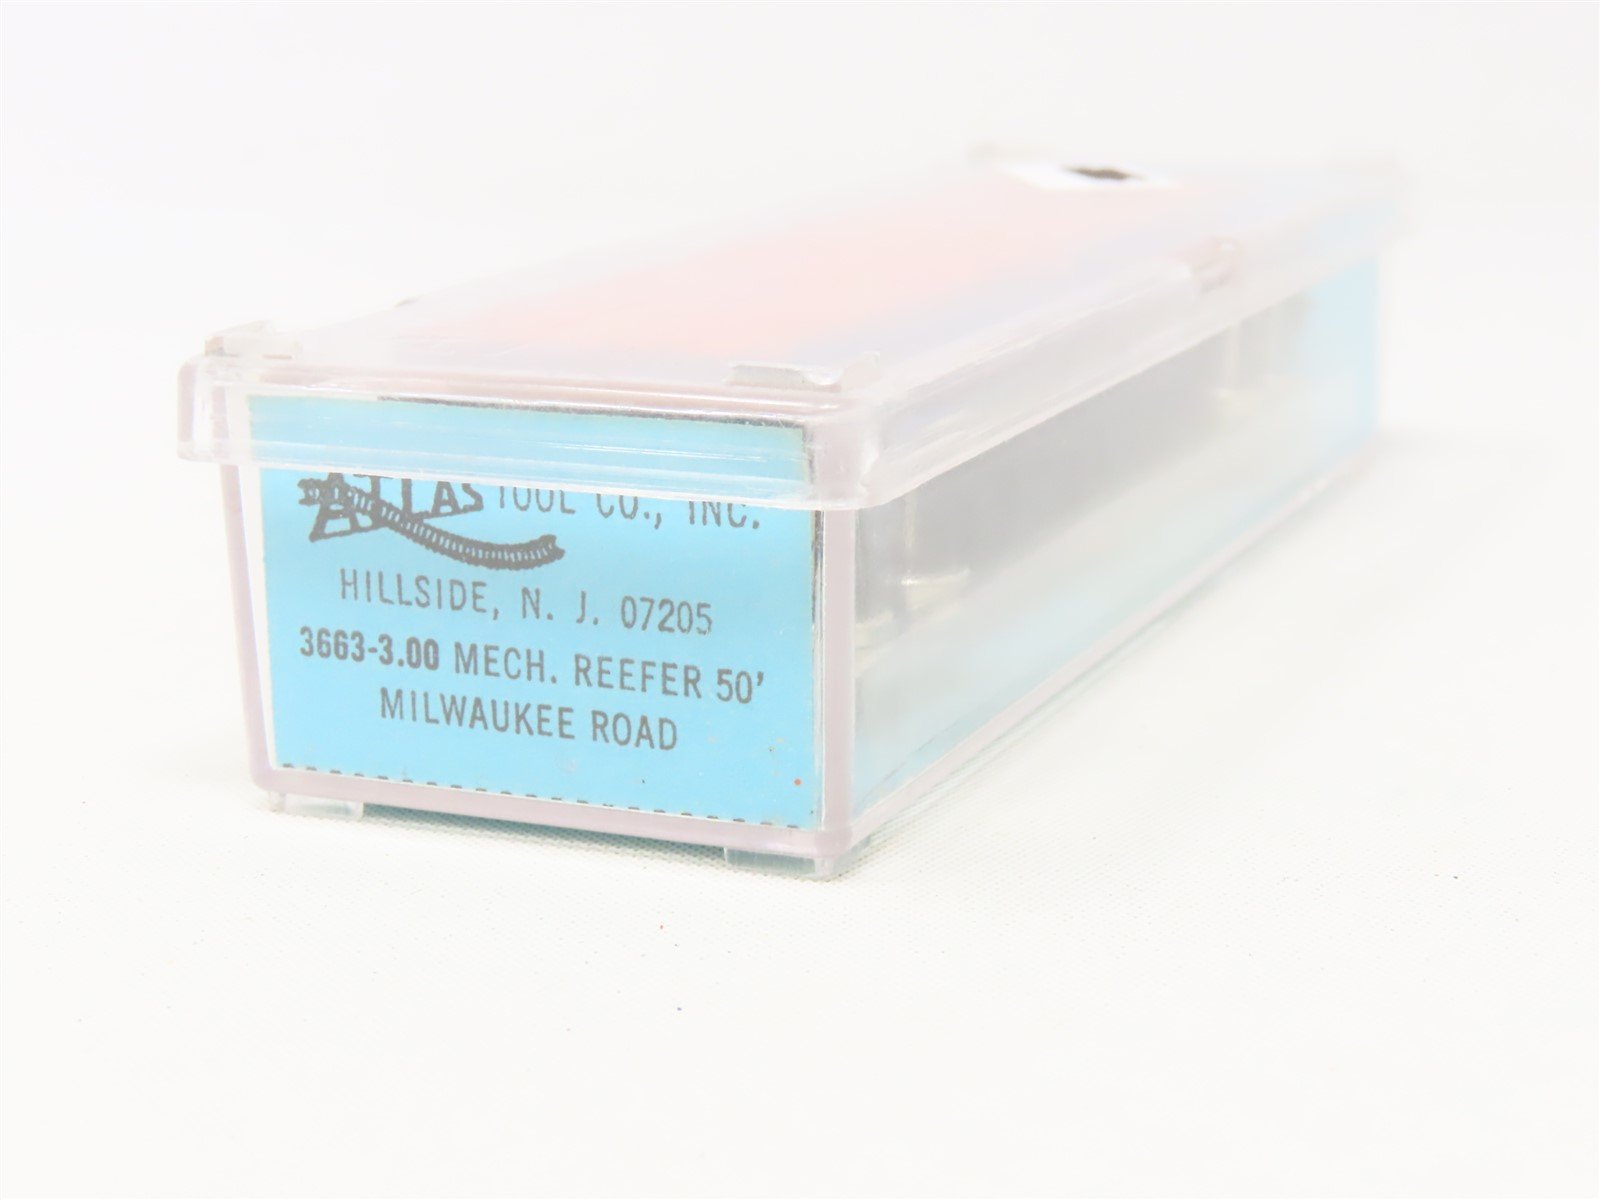 ATLAS TOOL CO., INC.
HILLSIDE, N. J. 07205
3663-3.00 MECH. REEFER 50'
MILWAUKEE ROAD